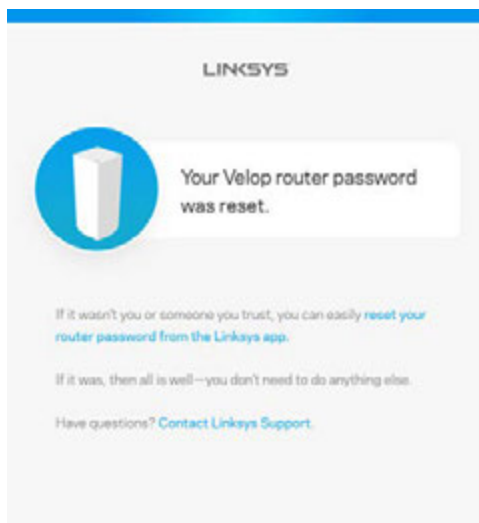 LINKSYS
Your Velop router password
was reset.
If it wasn't you or someone you trust, you can easily reset your
router password from the Linksys app.
If it was, then all is well—you don't need to do anything else.
Have questions? Contact Linksys Support.